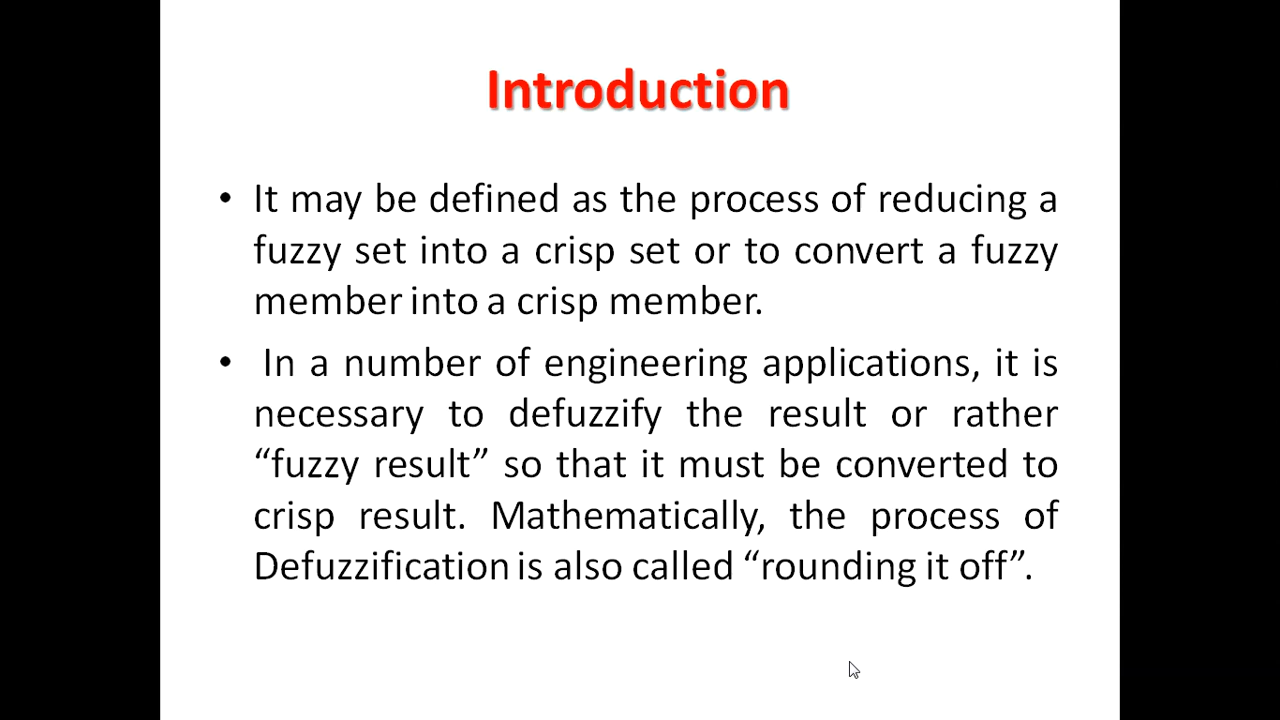 Introduction
• It may be defined as the process of reducing a
fuzzy set into a crisp set or to convert a fuzzy
member into a crisp member.
• In a number of engineering applications, it is
necessary to defuzzify the result or rather
“fuzzy result” so that it must be converted to
crisp result. Mathematically, the process of
Defuzzification is also called “rounding it off”.